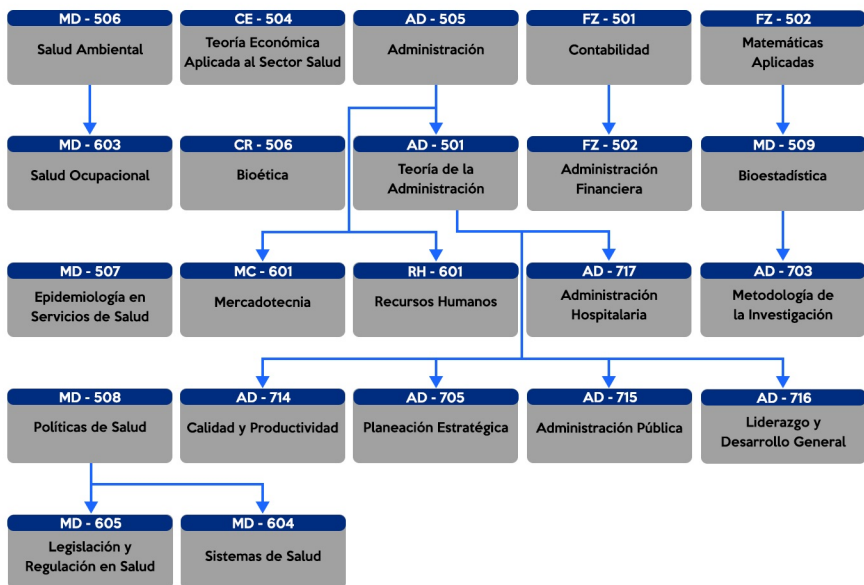 MD - 506
Salud Ambiental
CE - 504
Teoría Económica
Aplicada al Sector Salud
AD - 505
Administración
FZ - 501
Contabilidad
FZ - 502
Matemáticas
Aplicadas
MD - 603
Salud Ocupacional
CR - 506
Bioética
AD - 501
Teoría de la
Administración
FZ - 502
Administración
Financiera
MD - 509
Bioestadística
MD - 507
Epidemiología en
Servicios de Salud
MC - 601
Mercadotecnia
RH - 601
Recursos Humanos
AD - 717
Administración
Hospitalaria
AD - 703
Metodología de
la Investigación
MD - 508
Políticas de Salud
AD - 714
Calidad y Productividad
AD - 705
Planeación Estratégica
AD - 715
Administración Pública
AD - 716
Liderazgo y
Desarrollo General
MD - 605
Legislación y
Regulación en Salud
MD - 604
Sistemas de Salud